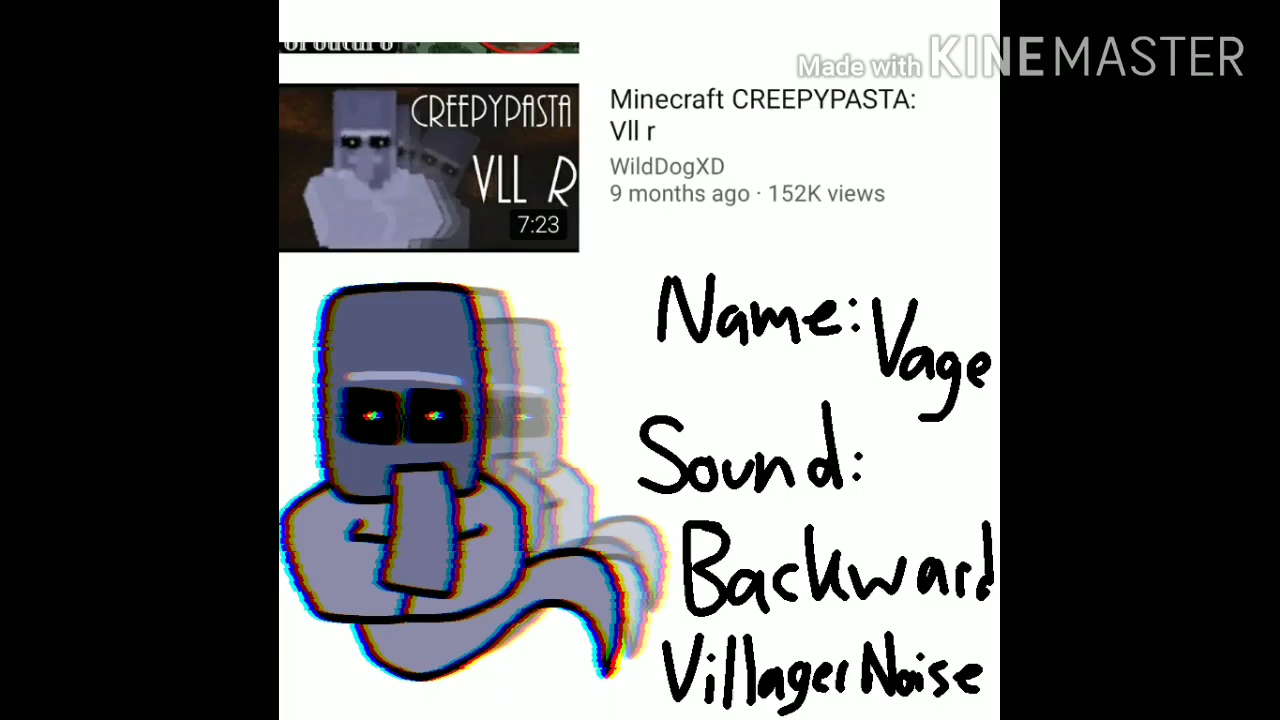 Made with KINEMASTER
Minecraft CREEPYPASTA:
Vll r
WildDogXD
9 months ago · 152K views
CREEPYPASTA
VLL R
7:23
Name: Vage
Sound:
Backward
Villager Noise